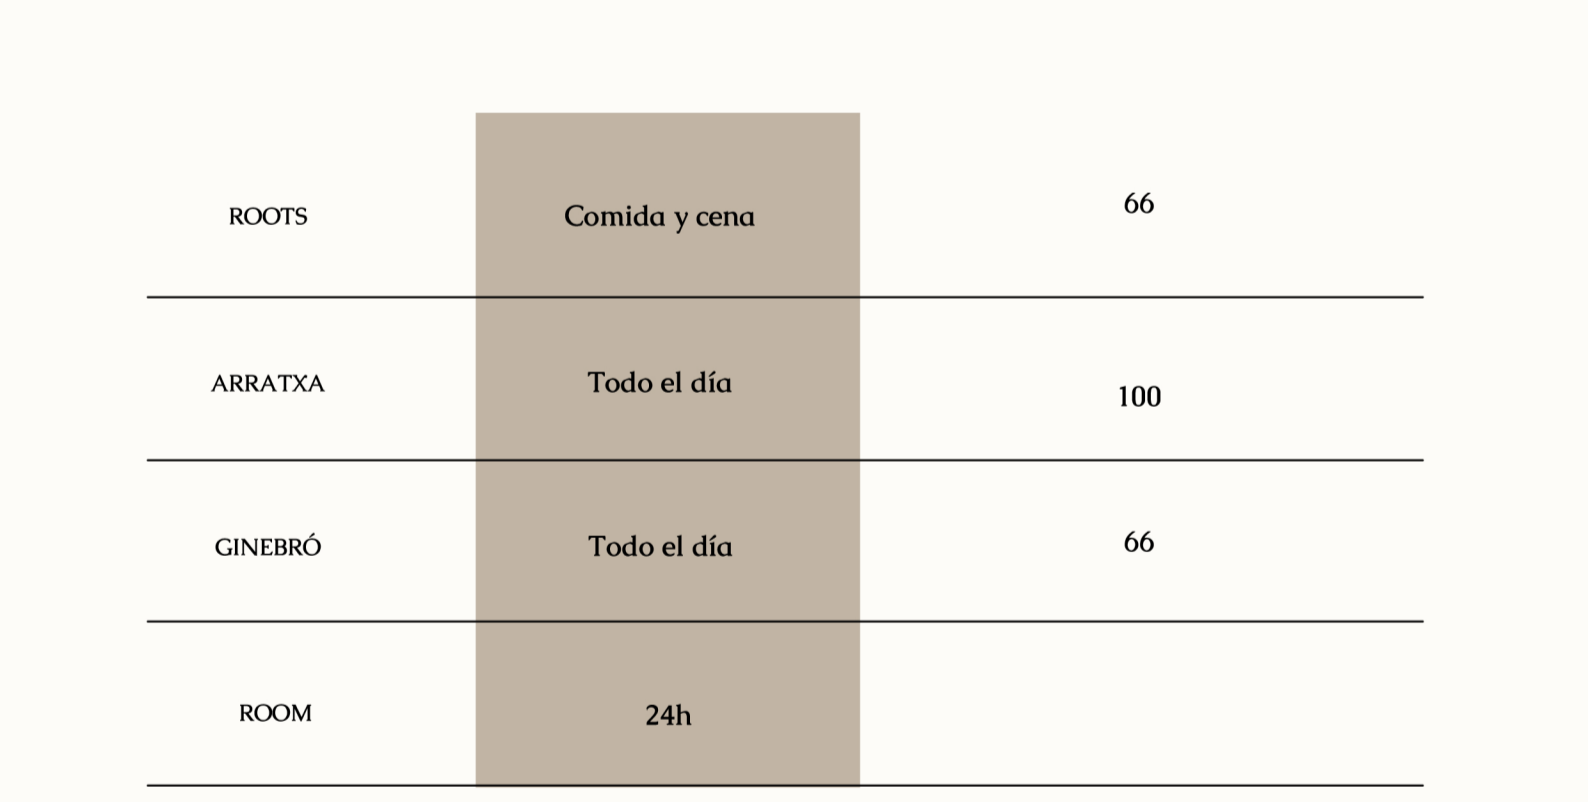 ROOTS Comida y cena 66
ARRATXA Todo el día 100
GINEBRÓ Todo el día 66
ROOM 24h